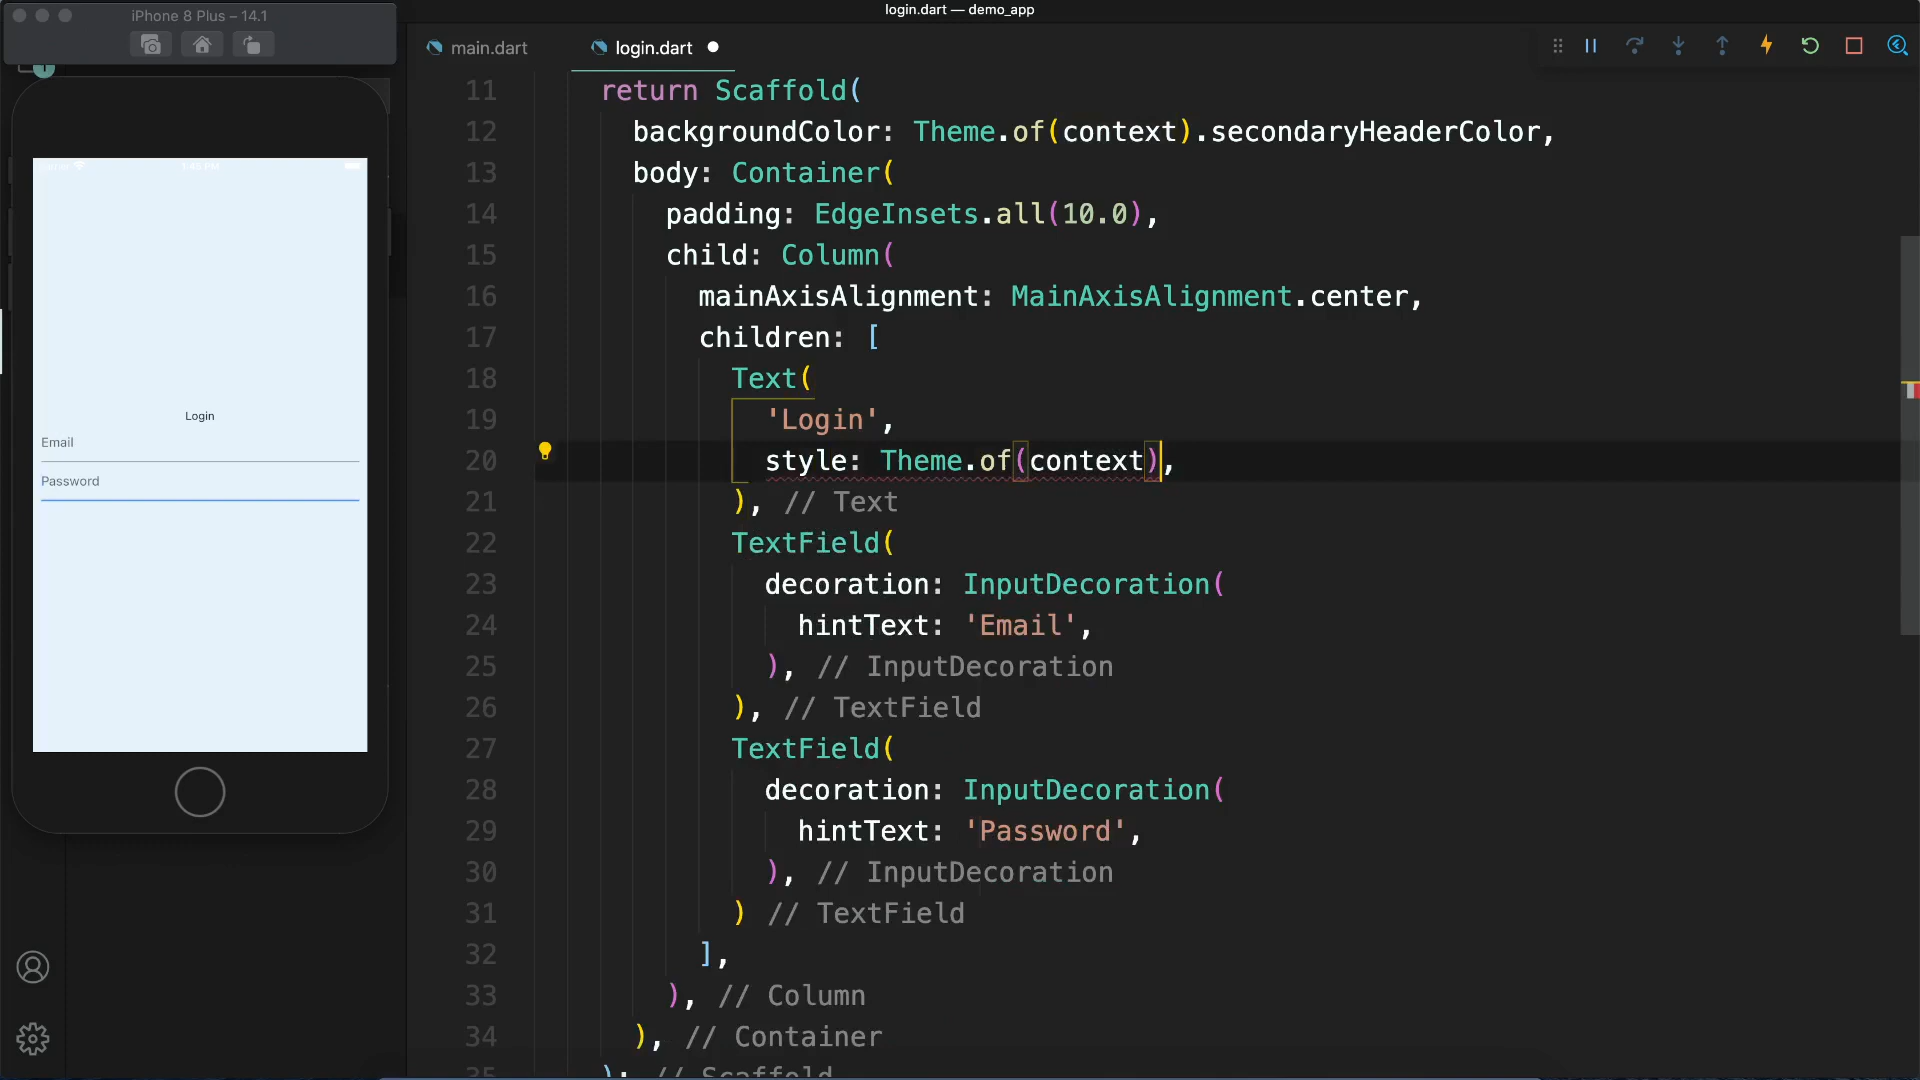 login.dart — demo_app
iPhone 8 Plus – 14.1
main.dart
login.dart
Login
Email
Password
11 return Scaffold(
12 backgroundColor: Theme.of(context).secondaryHeaderColor,
13 body: Container(
14 padding: EdgeInsets.all(10.0),
15 child: Column(
16 mainAxisAlignment: MainAxisAlignment.center,
17 children: [
18 Text(
19 'Login',
20 style: Theme.of(context),
21 ), // Text
22 TextField(
23 decoration: InputDecoration(
24 hintText: 'Email',
25 ), // InputDecoration
26 ), // TextField
27 TextField(
28 decoration: InputDecoration(
29 hintText: 'Password',
30 ), // InputDecoration
31 ) // TextField
32 ],
33 ), // Column
34 ), // Container
35 ); // Scaffold